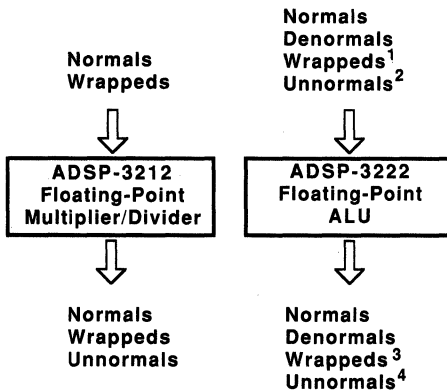 Normals
Wrappeds
ADSP-3212
Floating-Point
Multiplier/Divider
Normals
Wrappeds
Unnormals
Normals
Denormals
Wrappeds¹
Unnormals²
ADSP-3222
Floating-Point
ALU
Normals
Denormals
Wrappeds³
Unnormals⁴